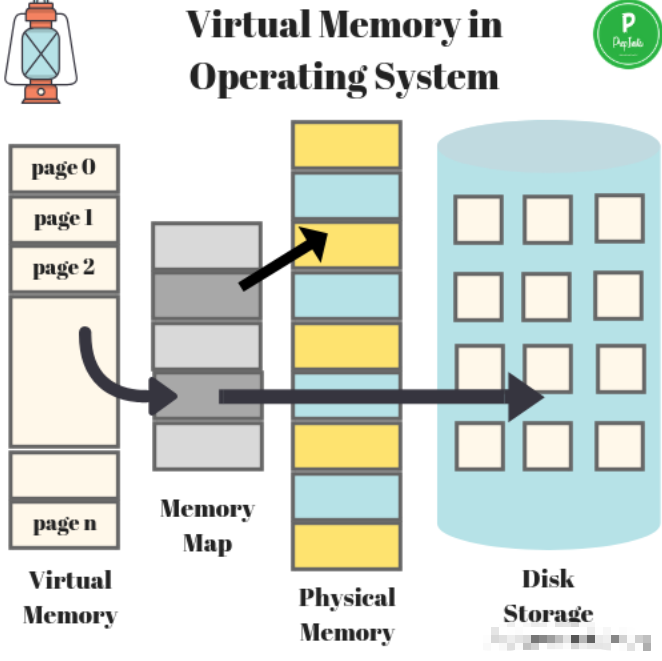 Virtual Memory in
Operating System
P
page 0
page 1
page 2
page n
Virtual
Memory
Memory
Map
Physical
Memory
Disk
Storage